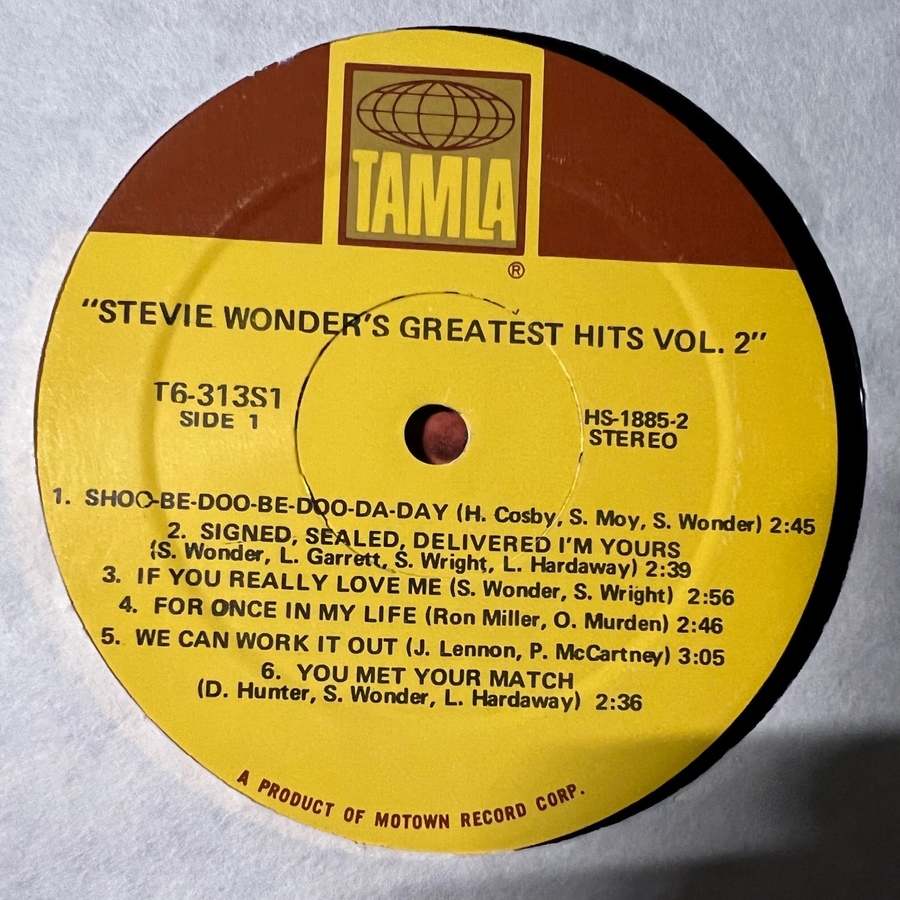 TAMLA
®
"STEVIE WONDER'S GREATEST HITS VOL. 2"
T6-313S1
SIDE 1
HS-1885-2
STEREO
1. SHOO-BE-DOO-BE-DOO-DA-DAY (H. Cosby, S. Moy, S. Wonder) 2:45
2. SIGNED, SEALED, DELIVERED I'M YOURS
(S. Wonder, L. Garrett, S. Wright, L. Hardaway) 2:39
3. IF YOU REALLY LOVE ME (S. Wonder, S. Wright) 2:56
4. FOR ONCE IN MY LIFE (Ron Miller, O. Murden) 2:46
5. WE CAN WORK IT OUT (J. Lennon, P. McCartney) 3:05
6. YOU MET YOUR MATCH
(D. Hunter, S. Wonder, L. Hardaway) 2:36
A PRODUCT OF MOTOWN RECORD CORP.